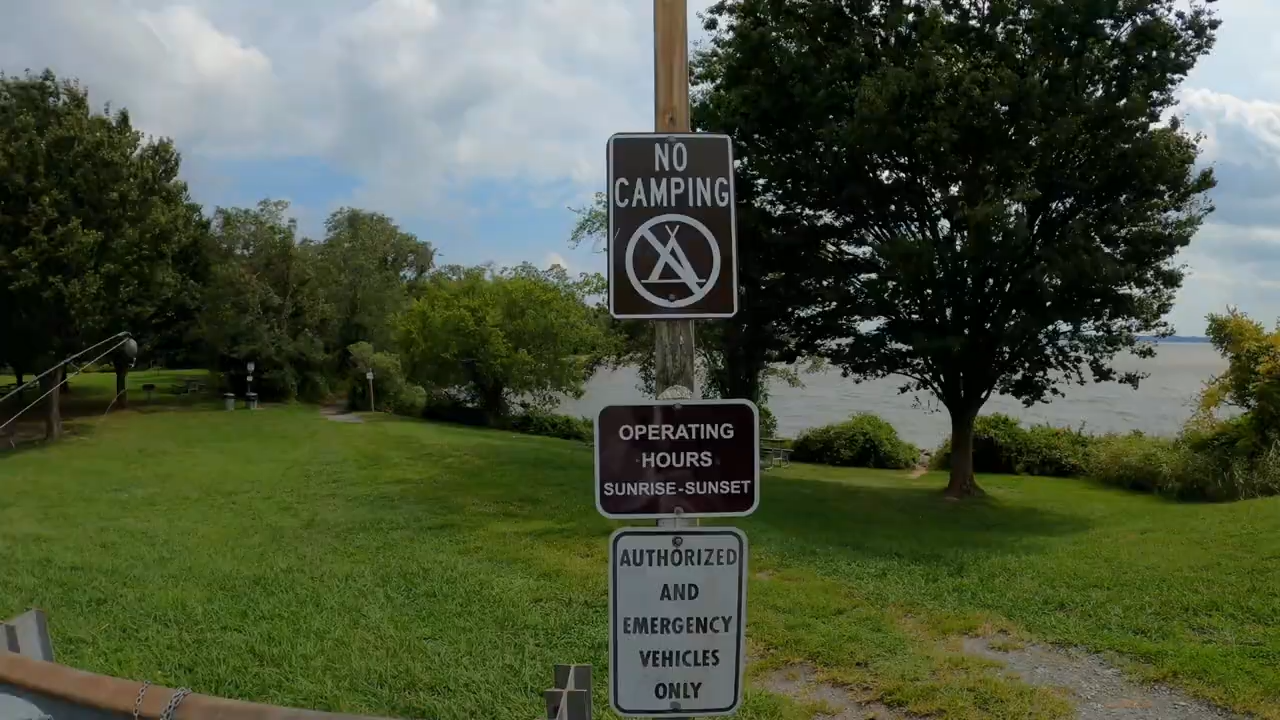 NO
CAMPING
OPERATING
HOURS
SUNRISE-SUNSET
AUTHORIZED
AND
EMERGENCY
VEHICLES
ONLY